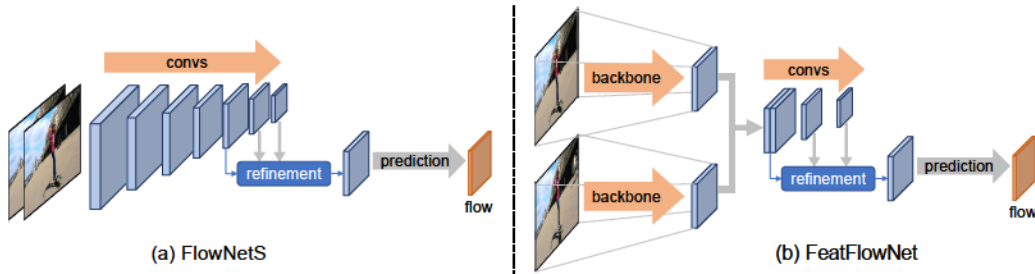 convs
refinement
prediction
flow
(a) FlowNetS
backbone
backbone
convs
refinement
prediction
flow
(b) FeatFlowNet